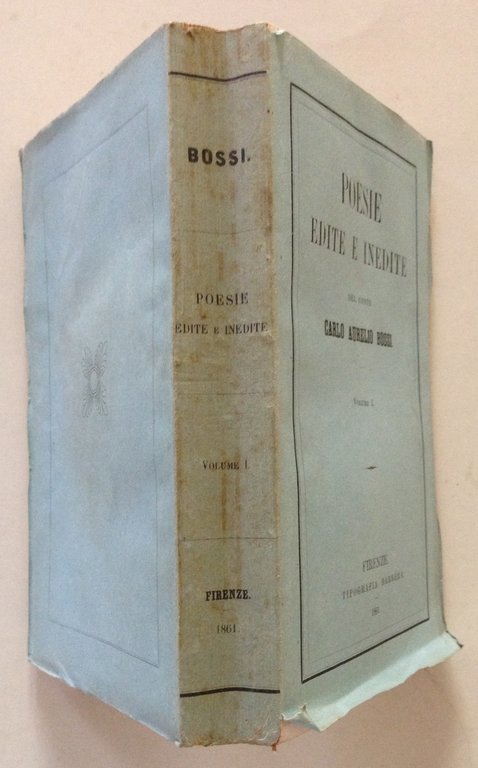 BOSSI.
POESIE
EDITE E INEDITE
VOLUME I.
FIRENZE.
1861
POESIE
EDITE E INEDITE
DEL CONTE
CARLO AURELIO BOSSI.
Volume I.
FIRENZE.
TIPOGRAFIA BARBÈRA
1861.